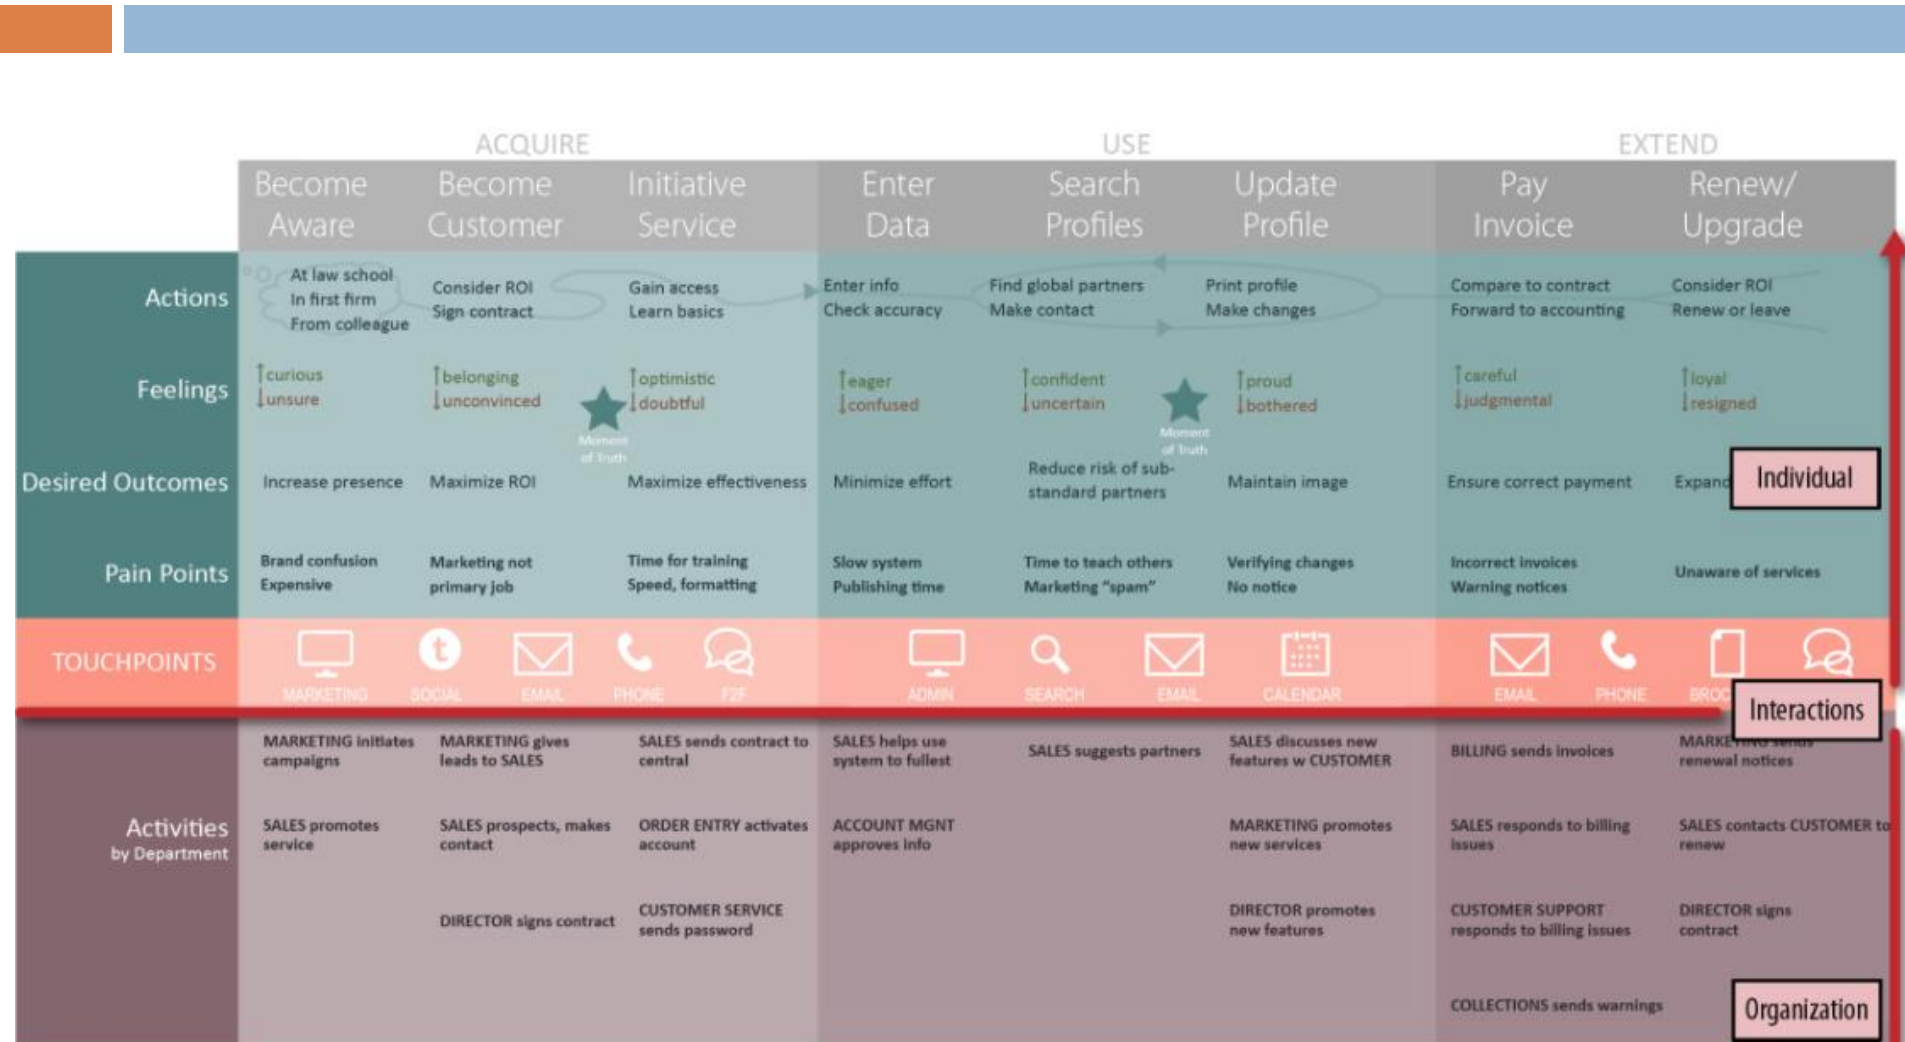 ACQUIRE
USE
EXTEND
Become
Aware
Become
Customer
Initiative
Service
Enter
Data
Search
Profiles
Update
Profile
Pay
Invoice
Renew/
Upgrade
Actions
At law school
In first firm
From colleague
Consider ROI
Sign contract
Gain access
Learn basics
Enter info
Check accuracy
Find global partners
Make contact
Print profile
Make changes
Compare to contract
Forward to accounting
Consider ROI
Renew or leave
Feelings
↑curious
↓unsure
↑belonging
↓unconvinced
Moment
of Truth
↑optimistic
↓doubtful
↑eager
↓confused
↑confident
↓uncertain
Moment
of Truth
↑proud
↓bothered
↑careful
↓judgmental
↑loyal
↓resigned
Desired Outcomes
Increase presence
Maximize ROI
Maximize effectiveness
Minimize effort
Reduce risk of sub-
standard partners
Maintain image
Ensure correct payment
Expand
Individual
Pain Points
Brand confusion
Expensive
Marketing not
primary job
Time for training
Speed, formatting
Slow system
Publishing time
Time to teach others
Marketing "spam"
Verifying changes
No notice
Incorrect invoices
Warning notices
Unaware of services
TOUCHPOINTS
MARKETING
t
SOCIAL
EMAIL
PHONE
F2F
ADMIN
SEARCH
EMAIL
CALENDAR
EMAIL
PHONE
BROC
Interactions
Activities
by Department
MARKETING initiates
campaigns
MARKETING gives
leads to SALES
SALES sends contract to
central
SALES helps use
system to fullest
SALES suggests partners
SALES discusses new
features w CUSTOMER
BILLING sends invoices
MARKETING sends
renewal notices
SALES promotes
service
SALES prospects, makes
contact
ORDER ENTRY activates
account
ACCOUNT MGNT
approves info
MARKETING promotes
new services
SALES responds to billing
issues
SALES contacts CUSTOMER to
renew
DIRECTOR signs contract
CUSTOMER SERVICE
sends password
DIRECTOR promotes
new features
CUSTOMER SUPPORT
responds to billing issues
DIRECTOR signs
contract
COLLECTIONS sends warnings
Organization